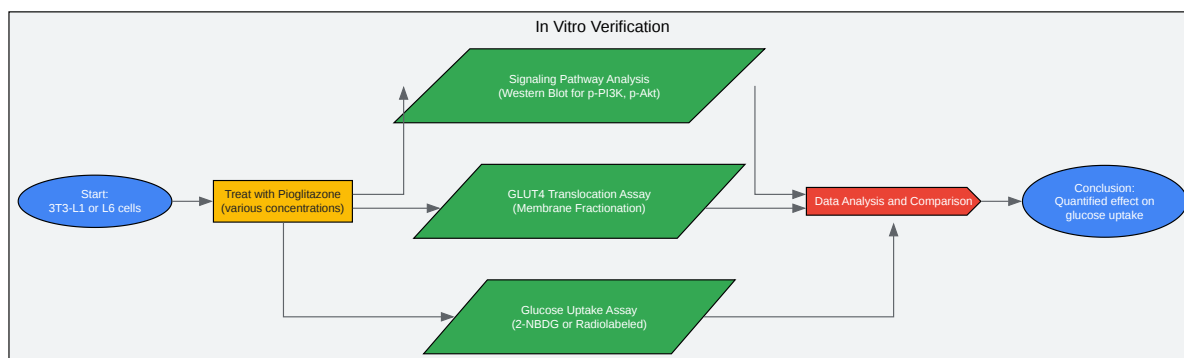 In Vitro Verification
Signaling Pathway Analysis
(Western Blot for p-PI3K, p-Akt)
Start:
3T3-L1 or L6 cells
Treat with Pioglitazone
(various concentrations)
GLUT4 Translocation Assay
(Membrane Fractionation)
Data Analysis and Comparison
Conclusion:
Quantified effect on
glucose uptake
Glucose Uptake Assay
(2-NBDG or Radiolabeled)